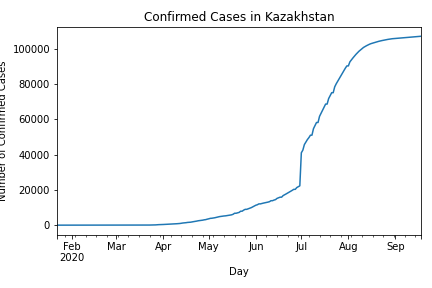 Confirmed Cases in Kazakhstan
Number of Confirmed Cases
100000
80000
60000
40000
20000
0
Feb Mar Apr May Jun Jul Aug Sep
2020
Day